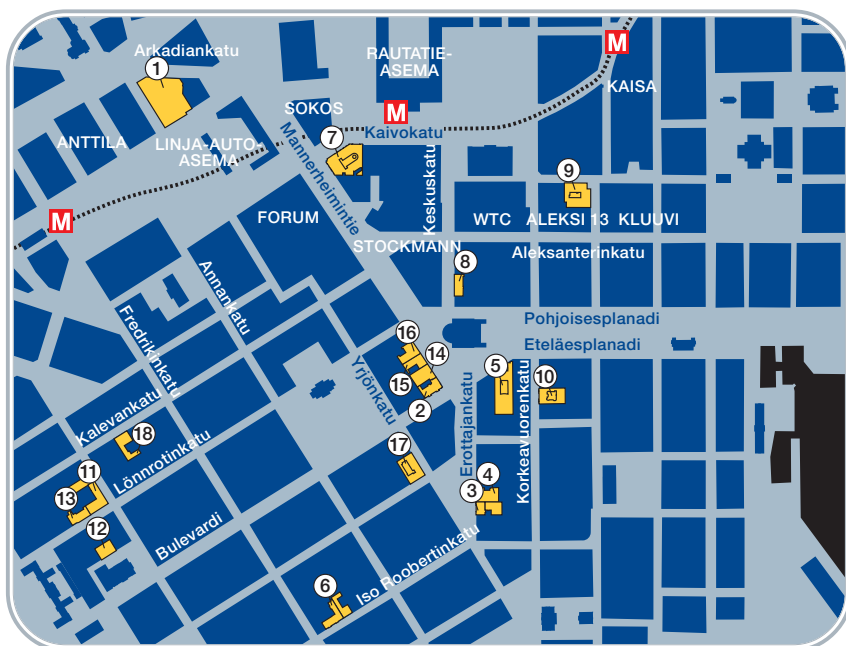 Arkadiankatu
1
RAUTATIE-
ASEMA
M
KAISA
SOKOS
M
Kaivokatu
ANTTILA
LINJA-AUTO-
ASEMA
7
Mannerheimintie
Keskuskatu
9
M
FORUM
WTC
ALEKSI 13
KLUUVI
STOCKMANN
Aleksanterinkatu
8
Annankatu
Fredrikinkatu
Pohjoisesplanadi
Eteläesplanadi
16
14
15
2
5
10
Yrjönkatu
Erottajankatu
Korkeavuorenkatu
Kalevankatu
18
Lönnrotinkatu
17
11
13
4
3
12
Bulevardi
6
Iso Roobertinkatu